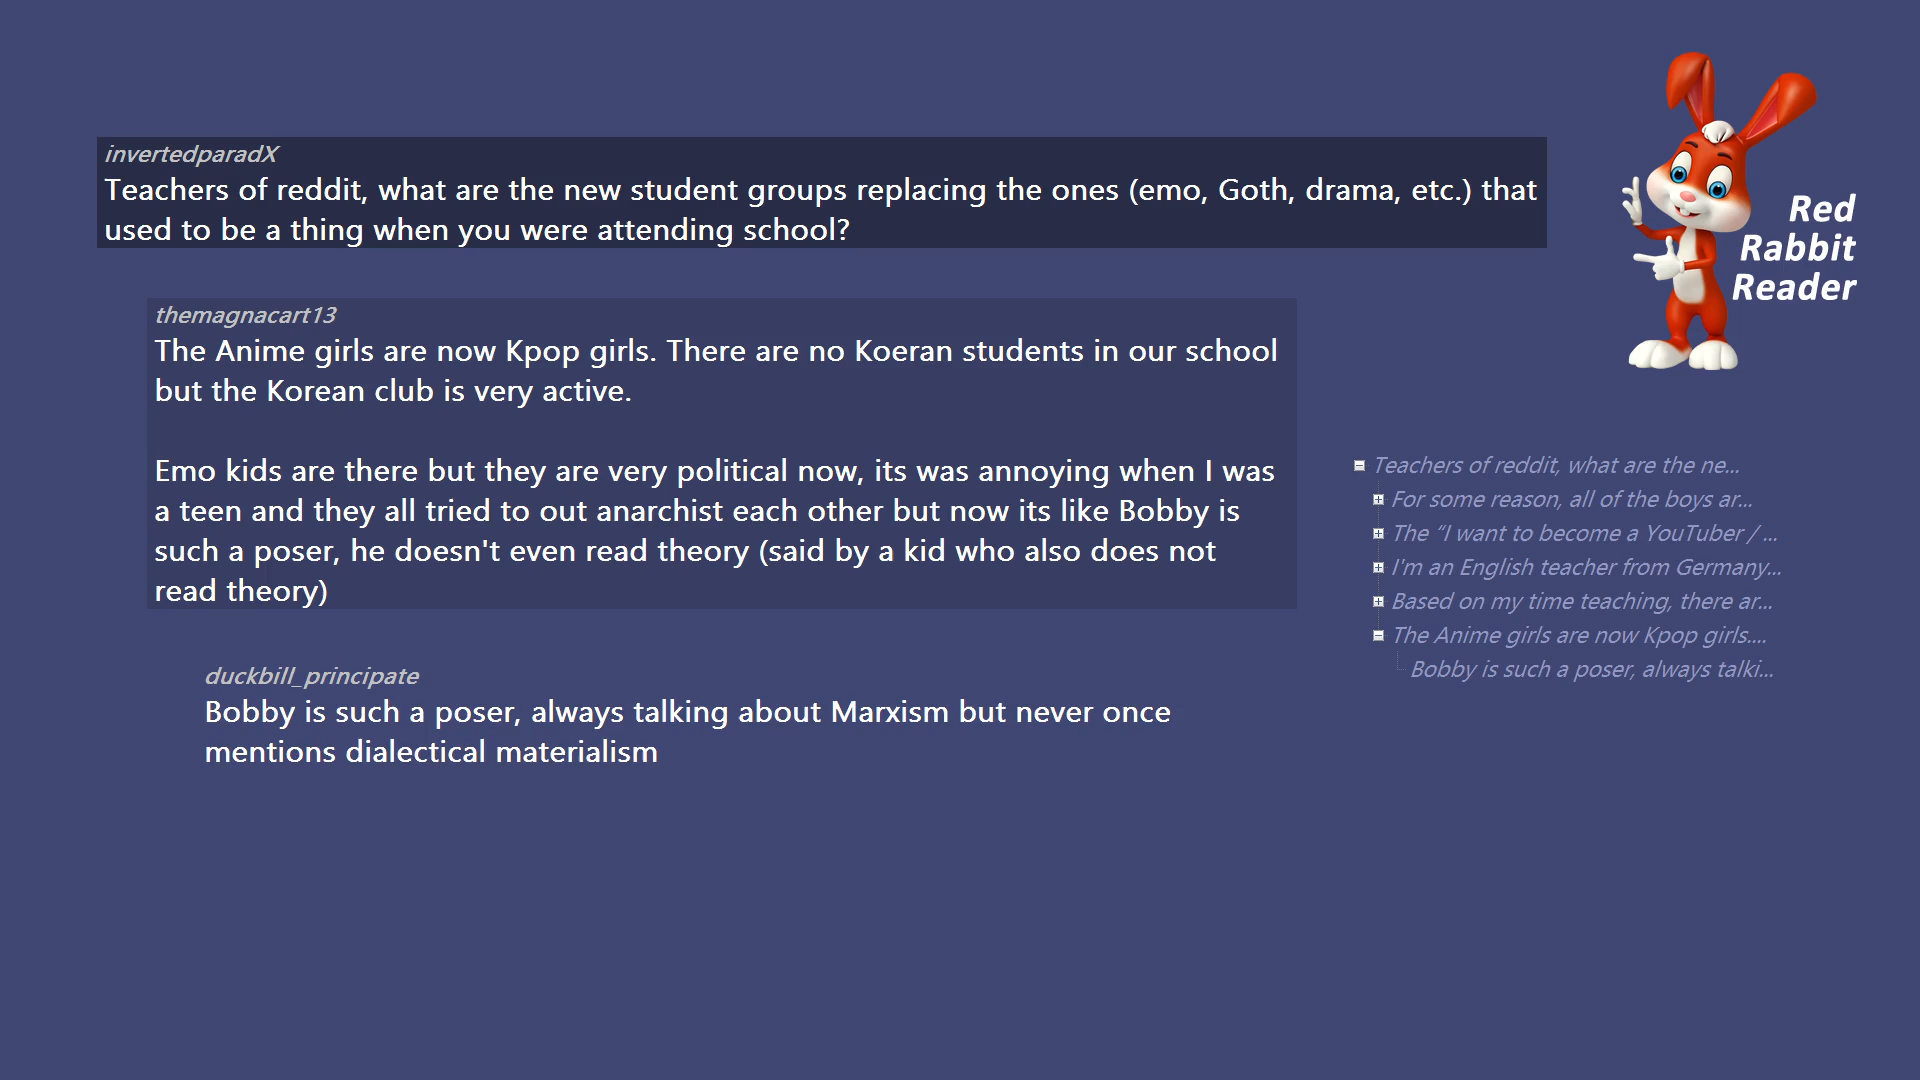 invertedparadX
Teachers of reddit, what are the new student groups replacing the ones (emo, Goth, drama, etc.) that
used to be a thing when you were attending school?
themagnacart13
The Anime girls are now Kpop girls. There are no Koeran students in our school
but the Korean club is very active.
Emo kids are there but they are very political now, its was annoying when I was
a teen and they all tried to out anarchist each other but now its like Bobby is
such a poser, he doesn't even read theory (said by a kid who also does not
read theory)
duckbill_principate
Bobby is such a poser, always talking about Marxism but never once
mentions dialectical materialism
Red
Rabbit
Reader
Teachers of reddit, what are the ne...
For some reason, all of the boys ar...
The “I want to become a YouTuber / ...
I'm an English teacher from Germany...
Based on my time teaching, there ar...
The Anime girls are now Kpop girls....
Bobby is such a poser, always talki...